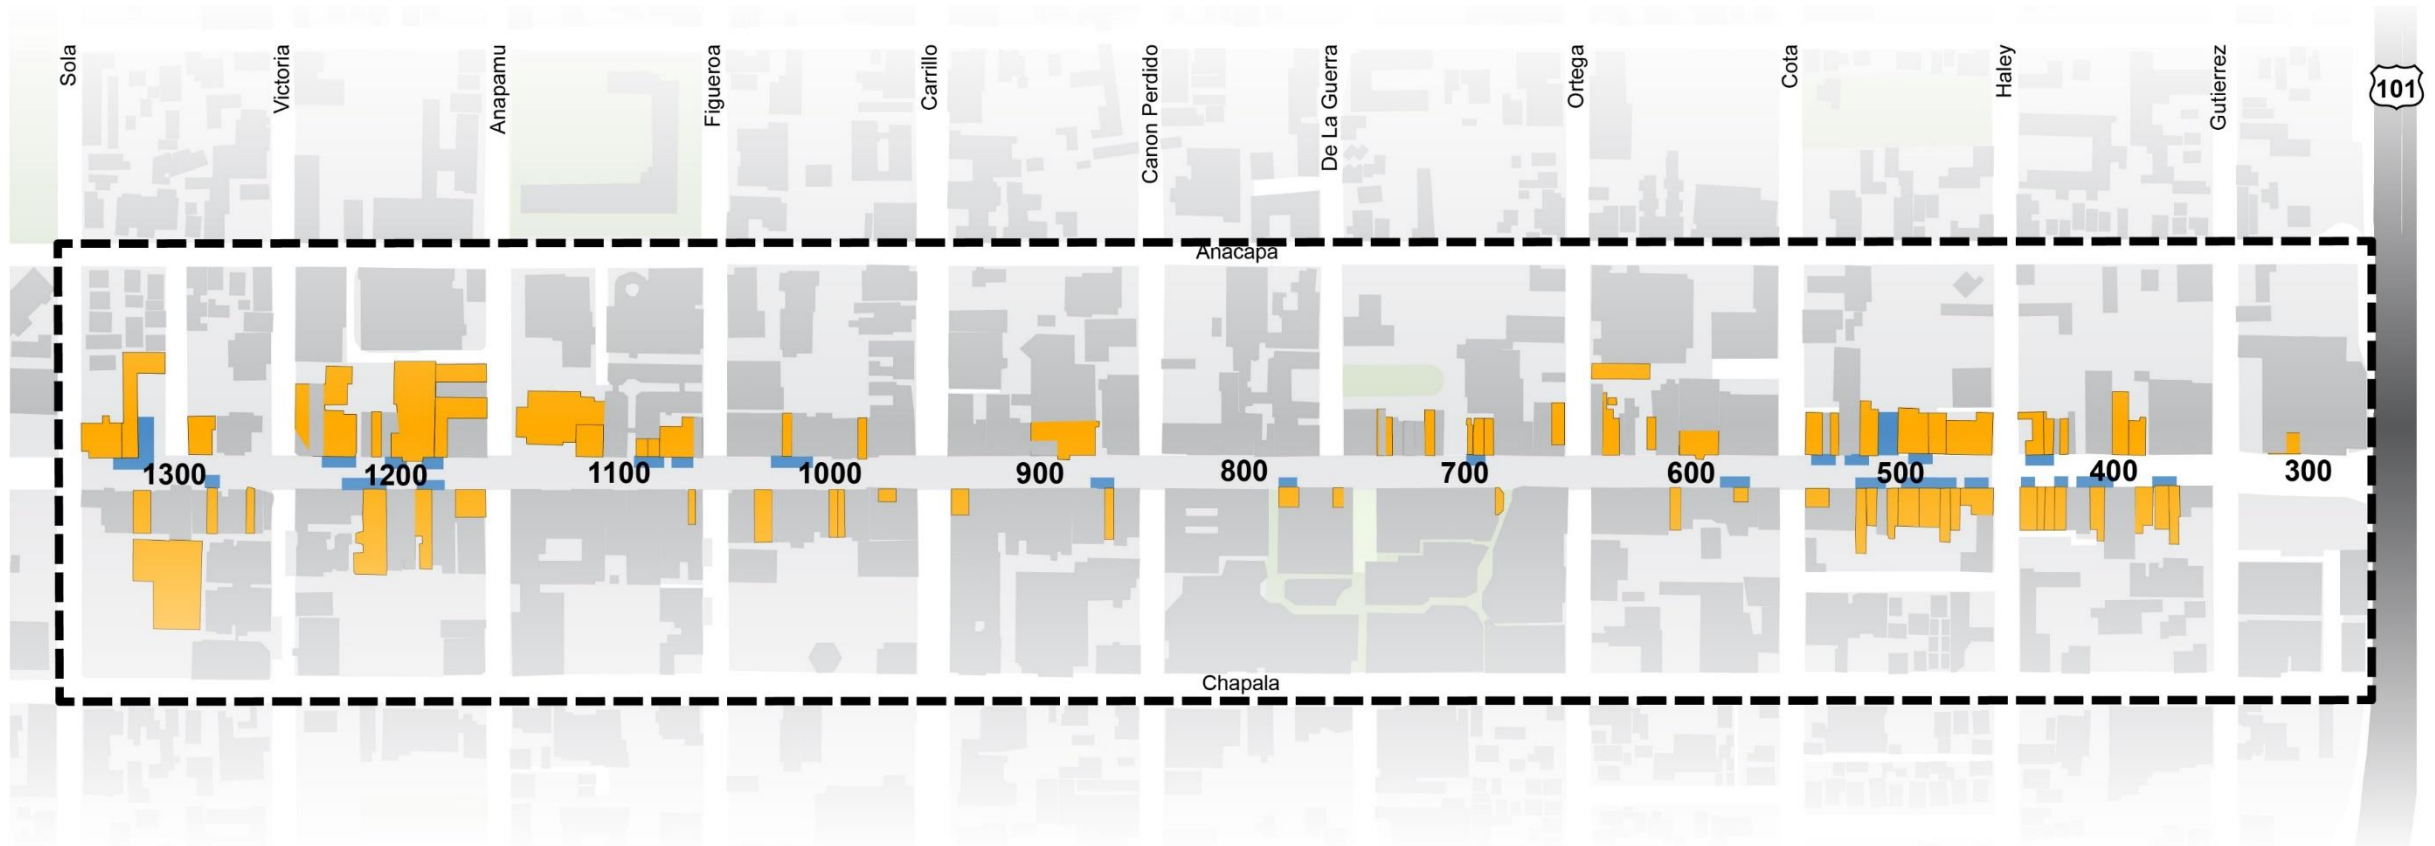 Sola
Victoria
Anapamu
Figueroa
Carrillo
Canon Perdido
De La Guerra
Ortega
Cota
Haley
Gutierrez
101
Anacapa
1300
1200
1100
1000
900
800
700
600
500
400
300
Chapala